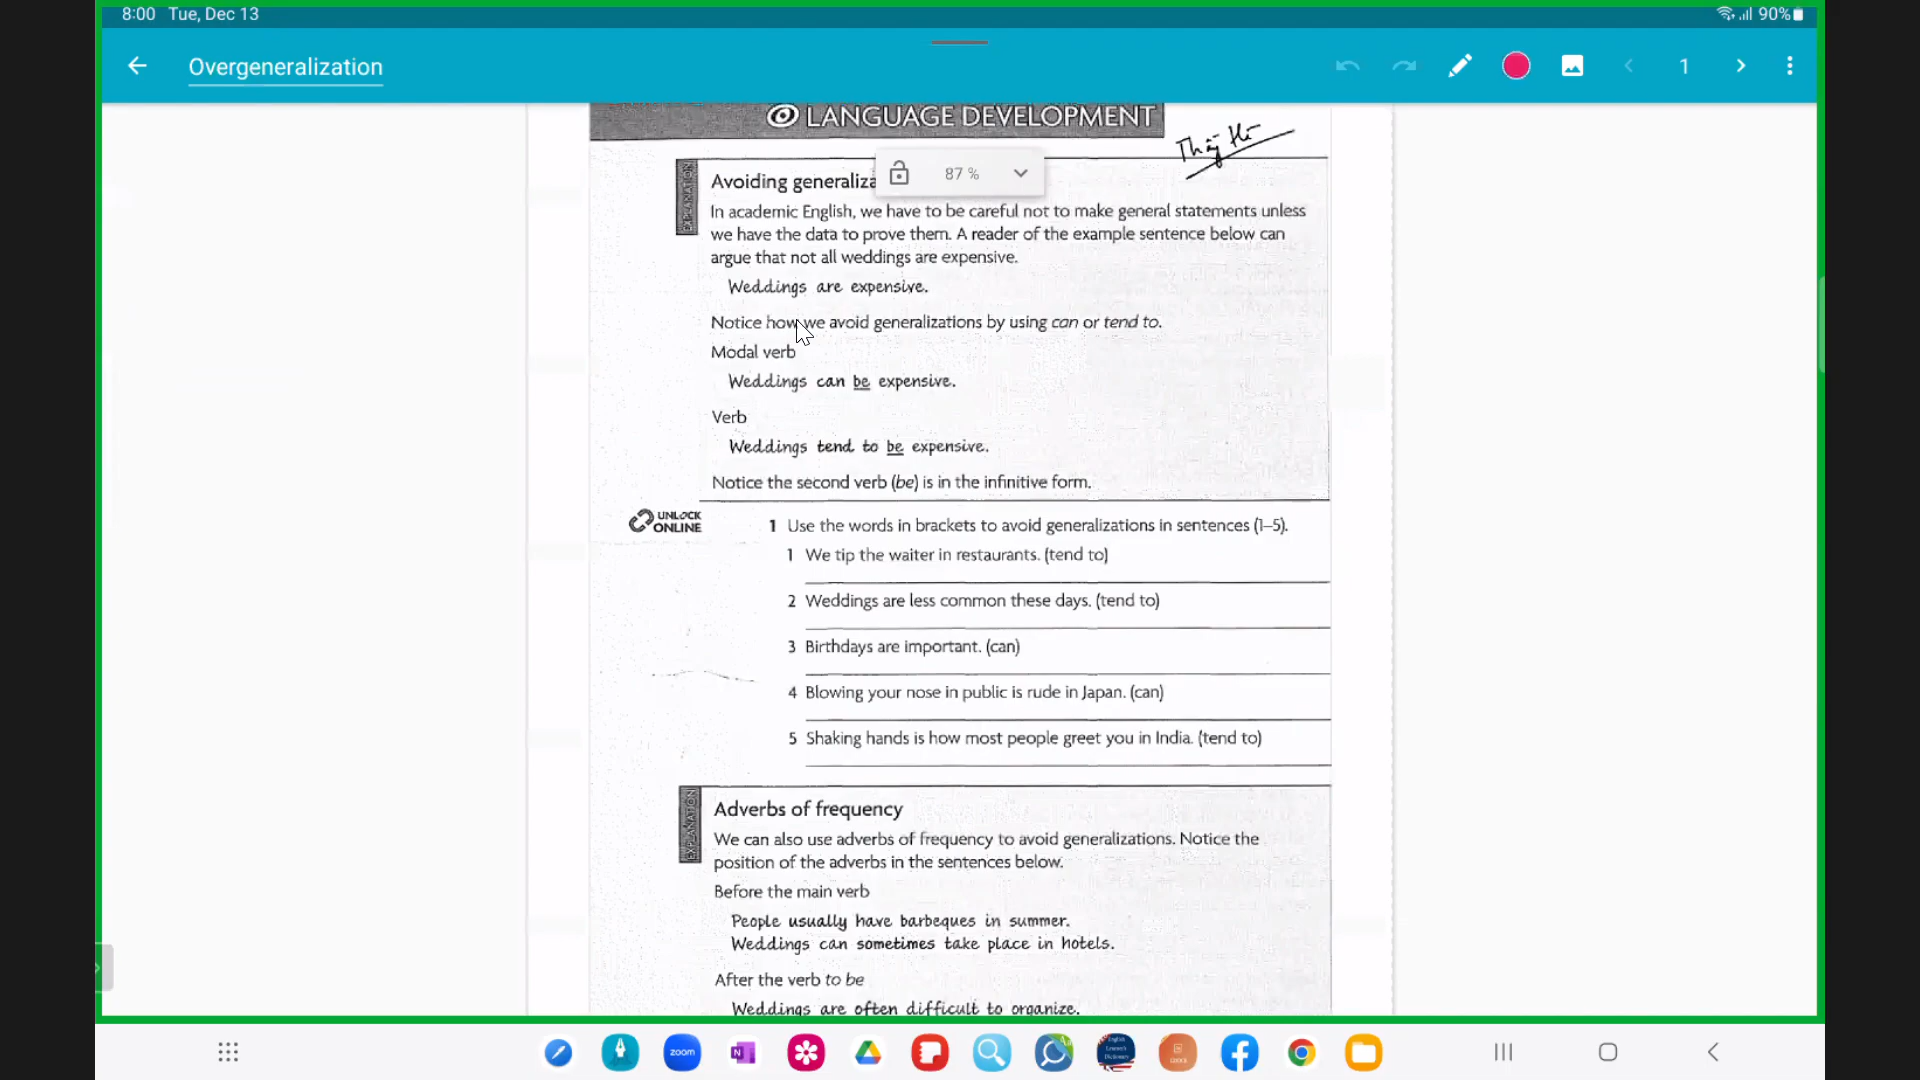 8:00 Tue, Dec 13
90%
Overgeneralization
1
LANGUAGE DEVELOPMENT
87 %
EXPLANATION
Avoiding generaliza
In academic English, we have to be careful not to make general statements unless
we have the data to prove them. A reader of the example sentence below can
argue that not all weddings are expensive.
Weddings are expensive.
Notice how we avoid generalizations by using can or tend to.
Modal verb
Weddings can be expensive.
Verb
Weddings tend to be expensive.
Notice the second verb (be) is in the infinitive form.
UNLOCK
ONLINE
1 Use the words in brackets to avoid generalizations in sentences (1–5).
1 We tip the waiter in restaurants. (tend to)
2 Weddings are less common these days. (tend to)
3 Birthdays are important. (can)
4 Blowing your nose in public is rude in Japan. (can)
5 Shaking hands is how most people greet you in India. (tend to)
EXPLANATION
Adverbs of frequency
We can also use adverbs of frequency to avoid generalizations. Notice the
position of the adverbs in the sentences below.
Before the main verb
People usually have barbeques in summer.
Weddings can sometimes take place in hotels.
After the verb to be
Weddings are often difficult to organize.
zoom
N
English
Learner's
Dictionary